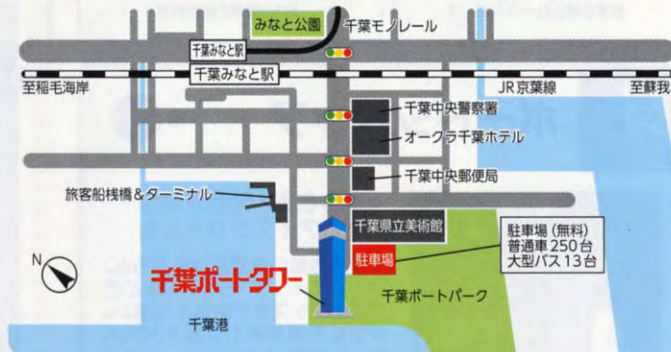 みなと公園
千葉モノレール
千葉みなと駅
千葉みなと駅
至稲毛海岸
JR京葉線
至蘇我
千葉中央警察署
オークラ千葉ホテル
千葉中央郵便局
旅客船桟橋&ターミナル
千葉県立美術館
駐車場(無料)
普通車250台
大型バス13台
駐車場
N
千葉ポートタワー
千葉ポートパーク
千葉港